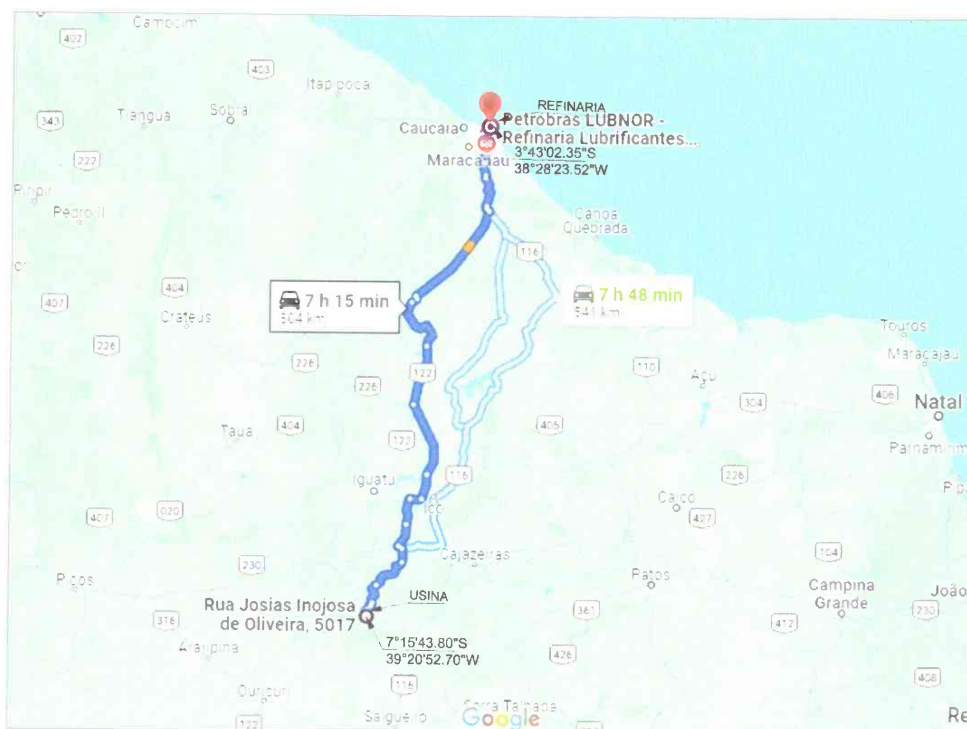 Camocim
402
403
Itapipoca
REFINARIA
Petrobras LUBNOR -
Refinaria Lubrificantes...
3°43'02.35"S
38°28'23.52"W
343
Tiangua
Sobral
Caucaia
Maracajau
222
Piripir
Pedro II
Canoa
Quebrada
116
404
407
Crateus
7 h 15 min
504 km
7 h 48 min
541 km
Touros
Maracajau
226
226
122
226
110
Açu
304
406
Natal
Parnamirim
Taua
404
122
405
Iguatu
116
Ico
226
Caico
427
407
020
230
Cajazeiras
104
Picos
Patos
Campina
Grande
João
230
USINA
Rua Josias Inojosa
de Oliveira, 5017
316
361
412
7°15'43.80"S
39°20'52.70"W
Araripina
426
408
116
Ouricuri
Serra Talhada
122
Salgueiro
Google
Re